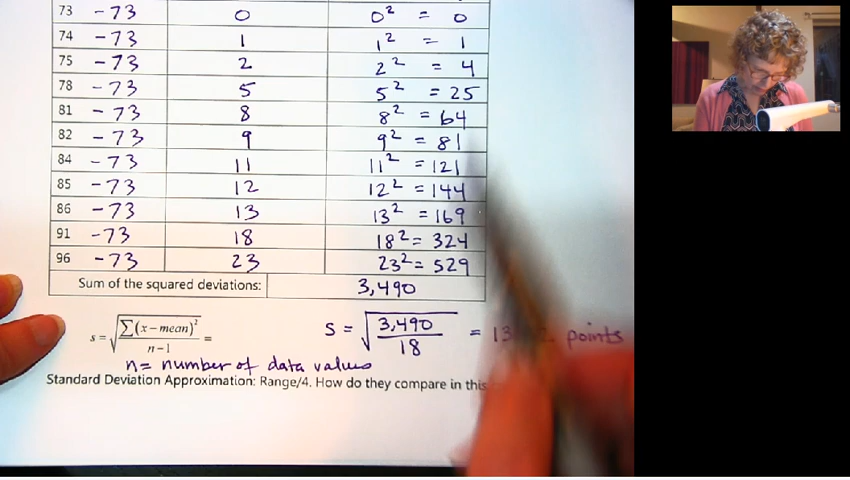 73 -73 0 0² = 0
74 -73 1 1² = 1
75 -73 2 2² = 4
78 -73 5 5² = 25
81 -73 8 8² = 64
82 -73 9 9² = 81
84 -73 11 11² = 121
85 -73 12 12² = 144
86 -73 13 13² = 169
91 -73 18 18² = 324
96 -73 23 23² = 529
Sum of the squared deviations: 3,490
s = √(∑(x−mean)²/(n−1)) = S = √(3,490/18) = 13 points
n = number of data values
Standard Deviation Approximation: Range/4. How do they compare in this